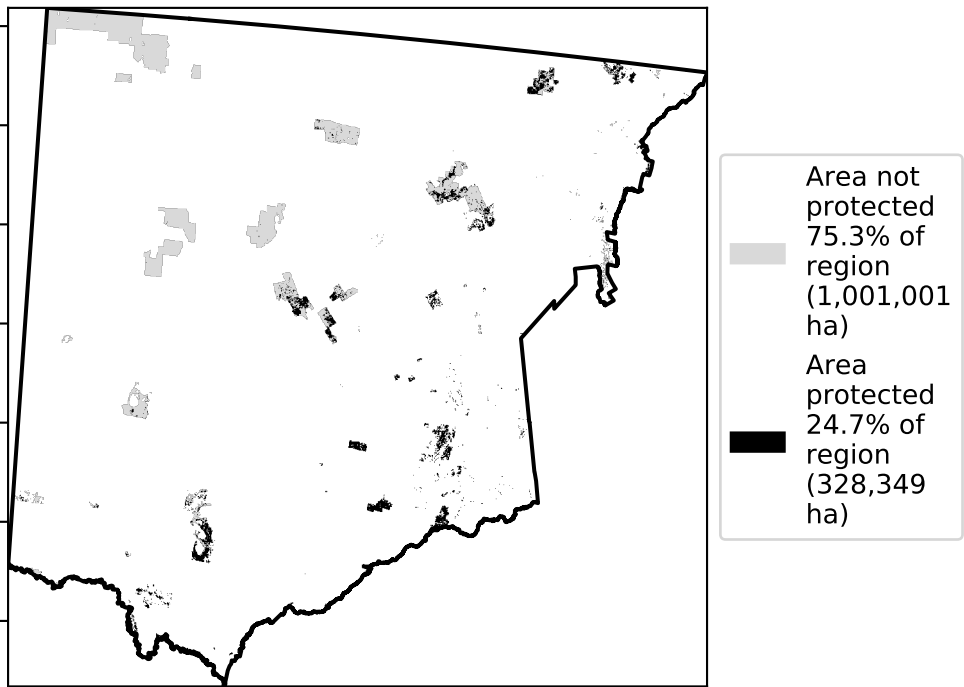 Area not
protected
75.3% of
region
(1,001,001
ha)
Area
protected
24.7% of
region
(328,349
ha)